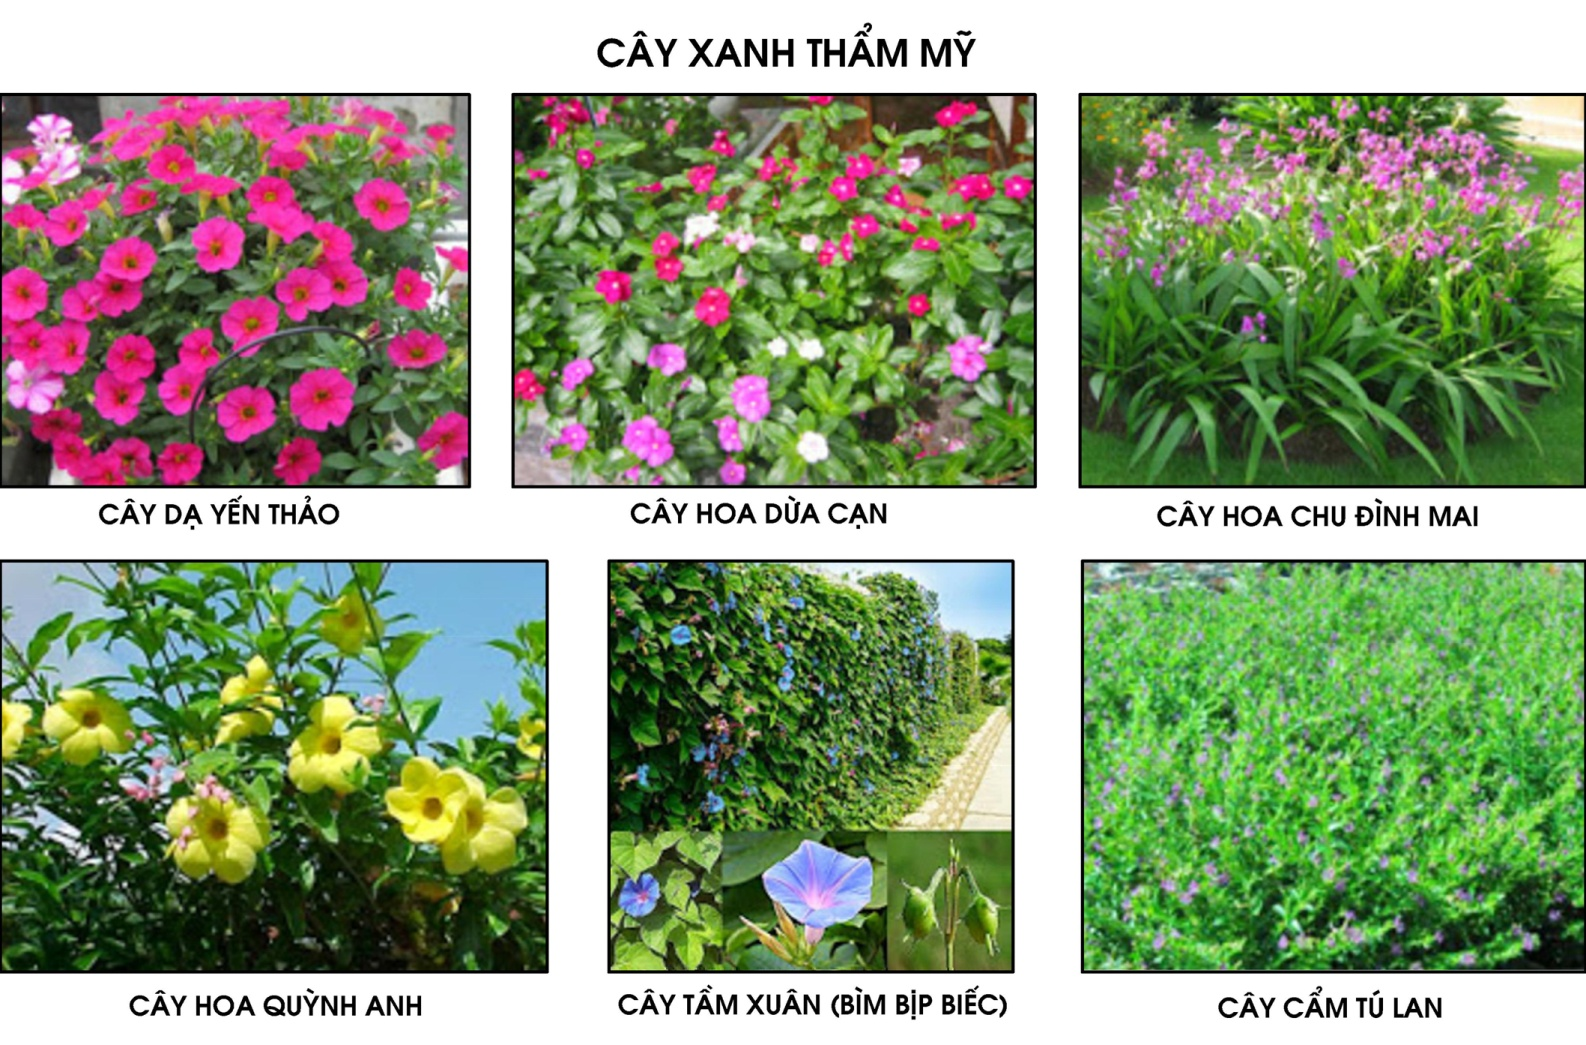 CÂY XANH THẨM MỸ
CÂY DẠ YẾN THẢO
CÂY HOA DỪA CẠN
CÂY HOA CHU ĐÌNH MAI
CÂY HOA QUỲNH ANH
CÂY TẦM XUÂN (BÌM BỊP BIẾC)
CÂY CẨM TÚ LAN